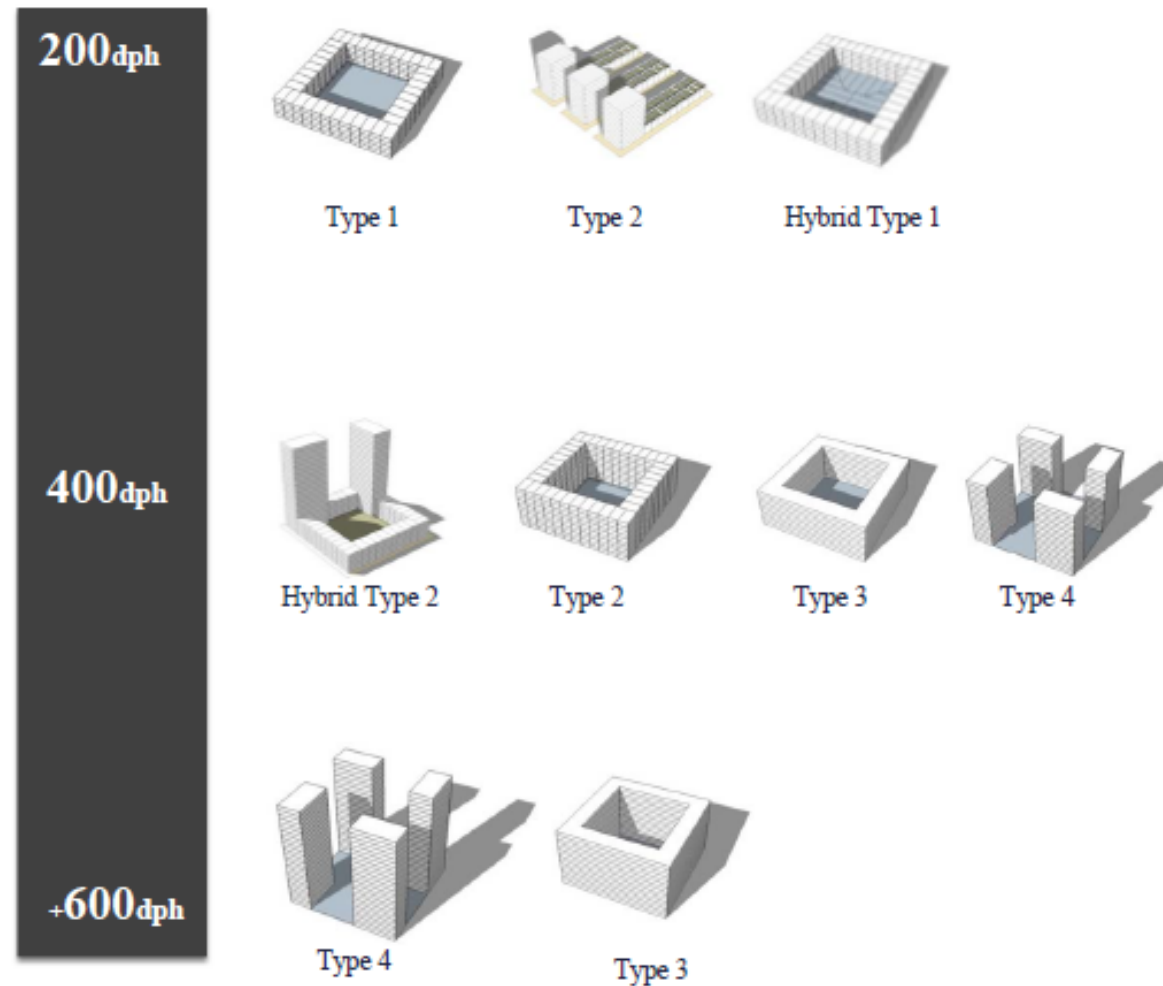 200dph
Type 1
Type 2
Hybrid Type 1
400dph
Hybrid Type 2
Type 2
Type 3
Type 4
+600dph
Type 4
Type 3